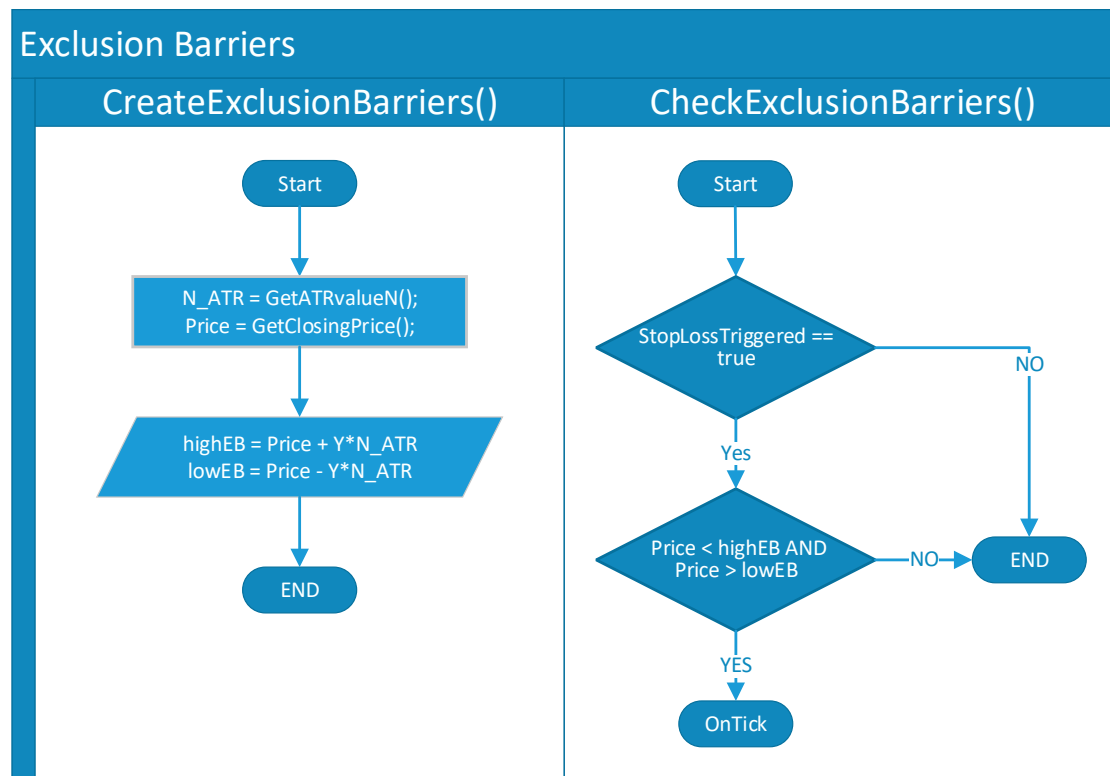 Exclusion Barriers
CreateExclusionBarriers()
Start
N_ATR = GetATRvalueN();
Price = GetClosingPrice();
highEB = Price + Y*N_ATR
lowEB = Price - Y*N_ATR
END
CheckExclusionBarriers()
Start
StopLossTriggered ==
true
NO
Yes
Price < highEB AND
Price > lowEB
NO
END
YES
OnTick